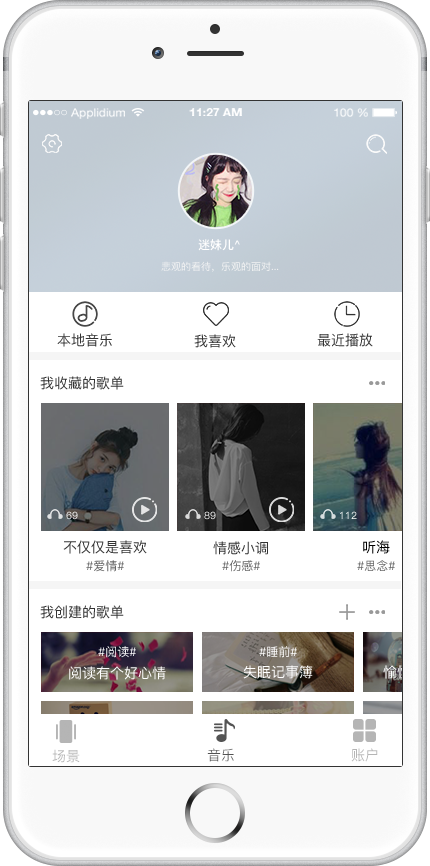 Applidium 11:27 AM 100 %
迷妹儿^
悲观的看待，乐观的面对...
本地音乐 我喜欢 最近播放
我收藏的歌单
69 89 112
不仅仅是喜欢 情感小调 听海
#爱情# #伤感# #思念#
我创建的歌单
#阅读# #睡前#
阅读有个好心情 失眠记事簿 愉
场景 音乐 账户